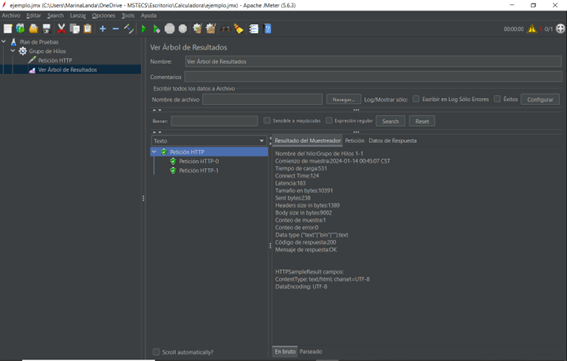 ejemplo.jmx (C:\Users\MarinaLanda\OneDrive - MSTECS\Escritorio\Calculadora\ejemplo.jmx) - Apache JMeter (5.6.3)
Archivo Editar Search Lanzar Opciones Tools Ayuda
00:00:00 0/1
Plan de Pruebas
Grupo de Hilos
Petición HTTP
Ver Árbol de Resultados
Ver Árbol de Resultados
Nombre: Ver Árbol de Resultados
Comentarios
Escribir todos los datos a Archivo
Nombre de archivo Navegar... Log/Mostrar sólo: Escribir en Log Sólo Errores Éxitos Configurar
Buscar: Sensible a mayúsculas Expresión regular Search Reset
Texto
Petición HTTP
Petición HTTP-0
Petición HTTP-1
Scroll automatically?
Resultado del Muestreador Petición Datos de Respuesta
Nombre del hilo:Grupo de Hilos 1-1
Comienzo de muestra:2024-01-14 00:45:07 CST
Tiempo de carga:531
Connect Time:124
Latencia:193
Tamaño en bytes:10391
Sent bytes:238
Headers size in bytes:1389
Body size in bytes:9002
Conteo de muestra:1
Conteo de error:0
Data type ("text"|"bin"|""):text
Código de respuesta:200
Mensaje de respuesta:OK
HTTPSampleResult campos:
ContentType: text/html; charset=UTF-8
DataEncoding: UTF-8
En bruto Parseado